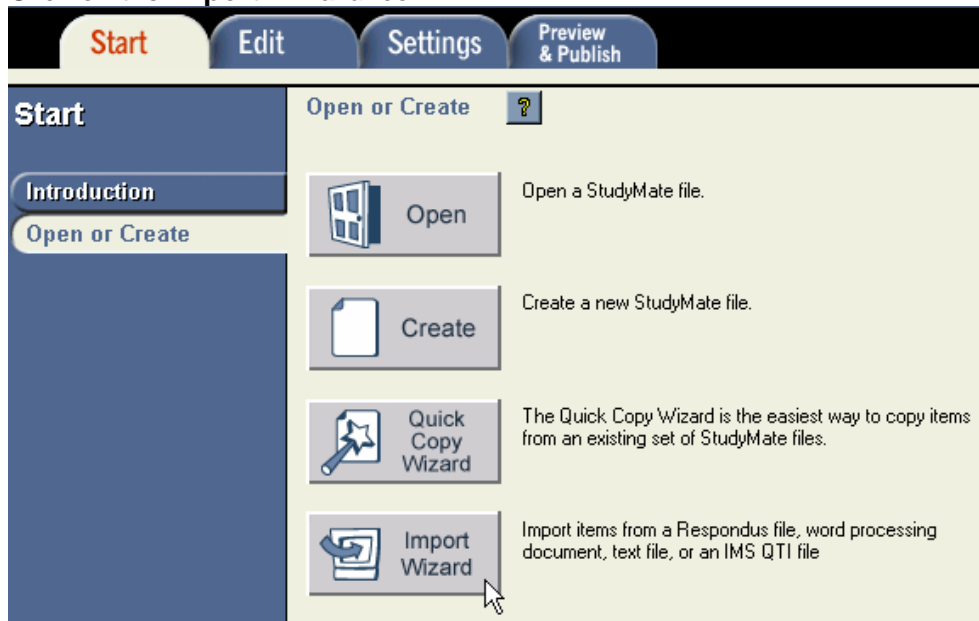 Start
Edit
Settings
Preview
& Publish
Start
Open or Create
?
Introduction
Open or Create
Open
Open a StudyMate file.
Create
Create a new StudyMate file.
Quick
Copy
Wizard
The Quick Copy Wizard is the easiest way to copy items
from an existing set of StudyMate files.
Import
Wizard
Import items from a Respondus file, word processing
document, text file, or an IMS QTI file